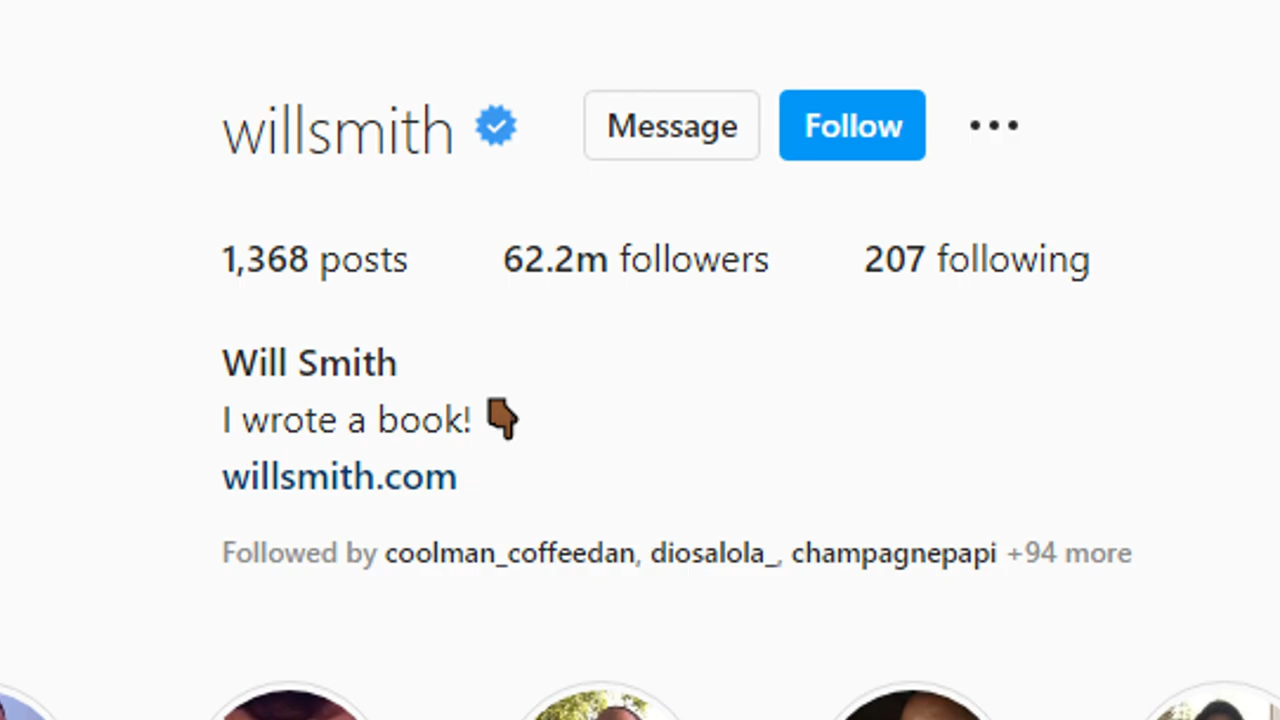 willsmith Message Follow
1,368 posts 62.2m followers 207 following
Will Smith
I wrote a book! 👇🏾
willsmith.com
Followed by coolman_coffeedan, diosalola_, champagnepapi +94 more